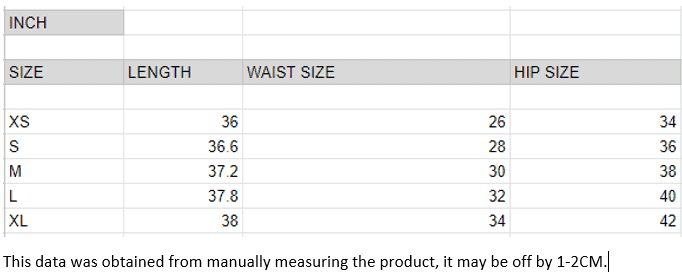 INCH
SIZE LENGTH WAIST SIZE HIP SIZE
XS 36 26 34
S 36.6 28 36
M 37.2 30 38
L 37.8 32 40
XL 38 34 42
This data was obtained from manually measuring the product, it may be off by 1-2CM.